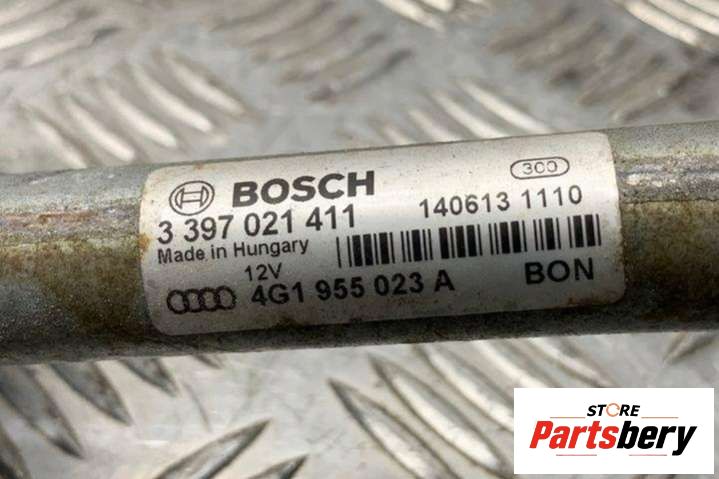 BOSCH
300
3 397 021 411
140613 1110
Made in Hungary
12V
4G1 955 023 A
BON
STORE
Partsbery